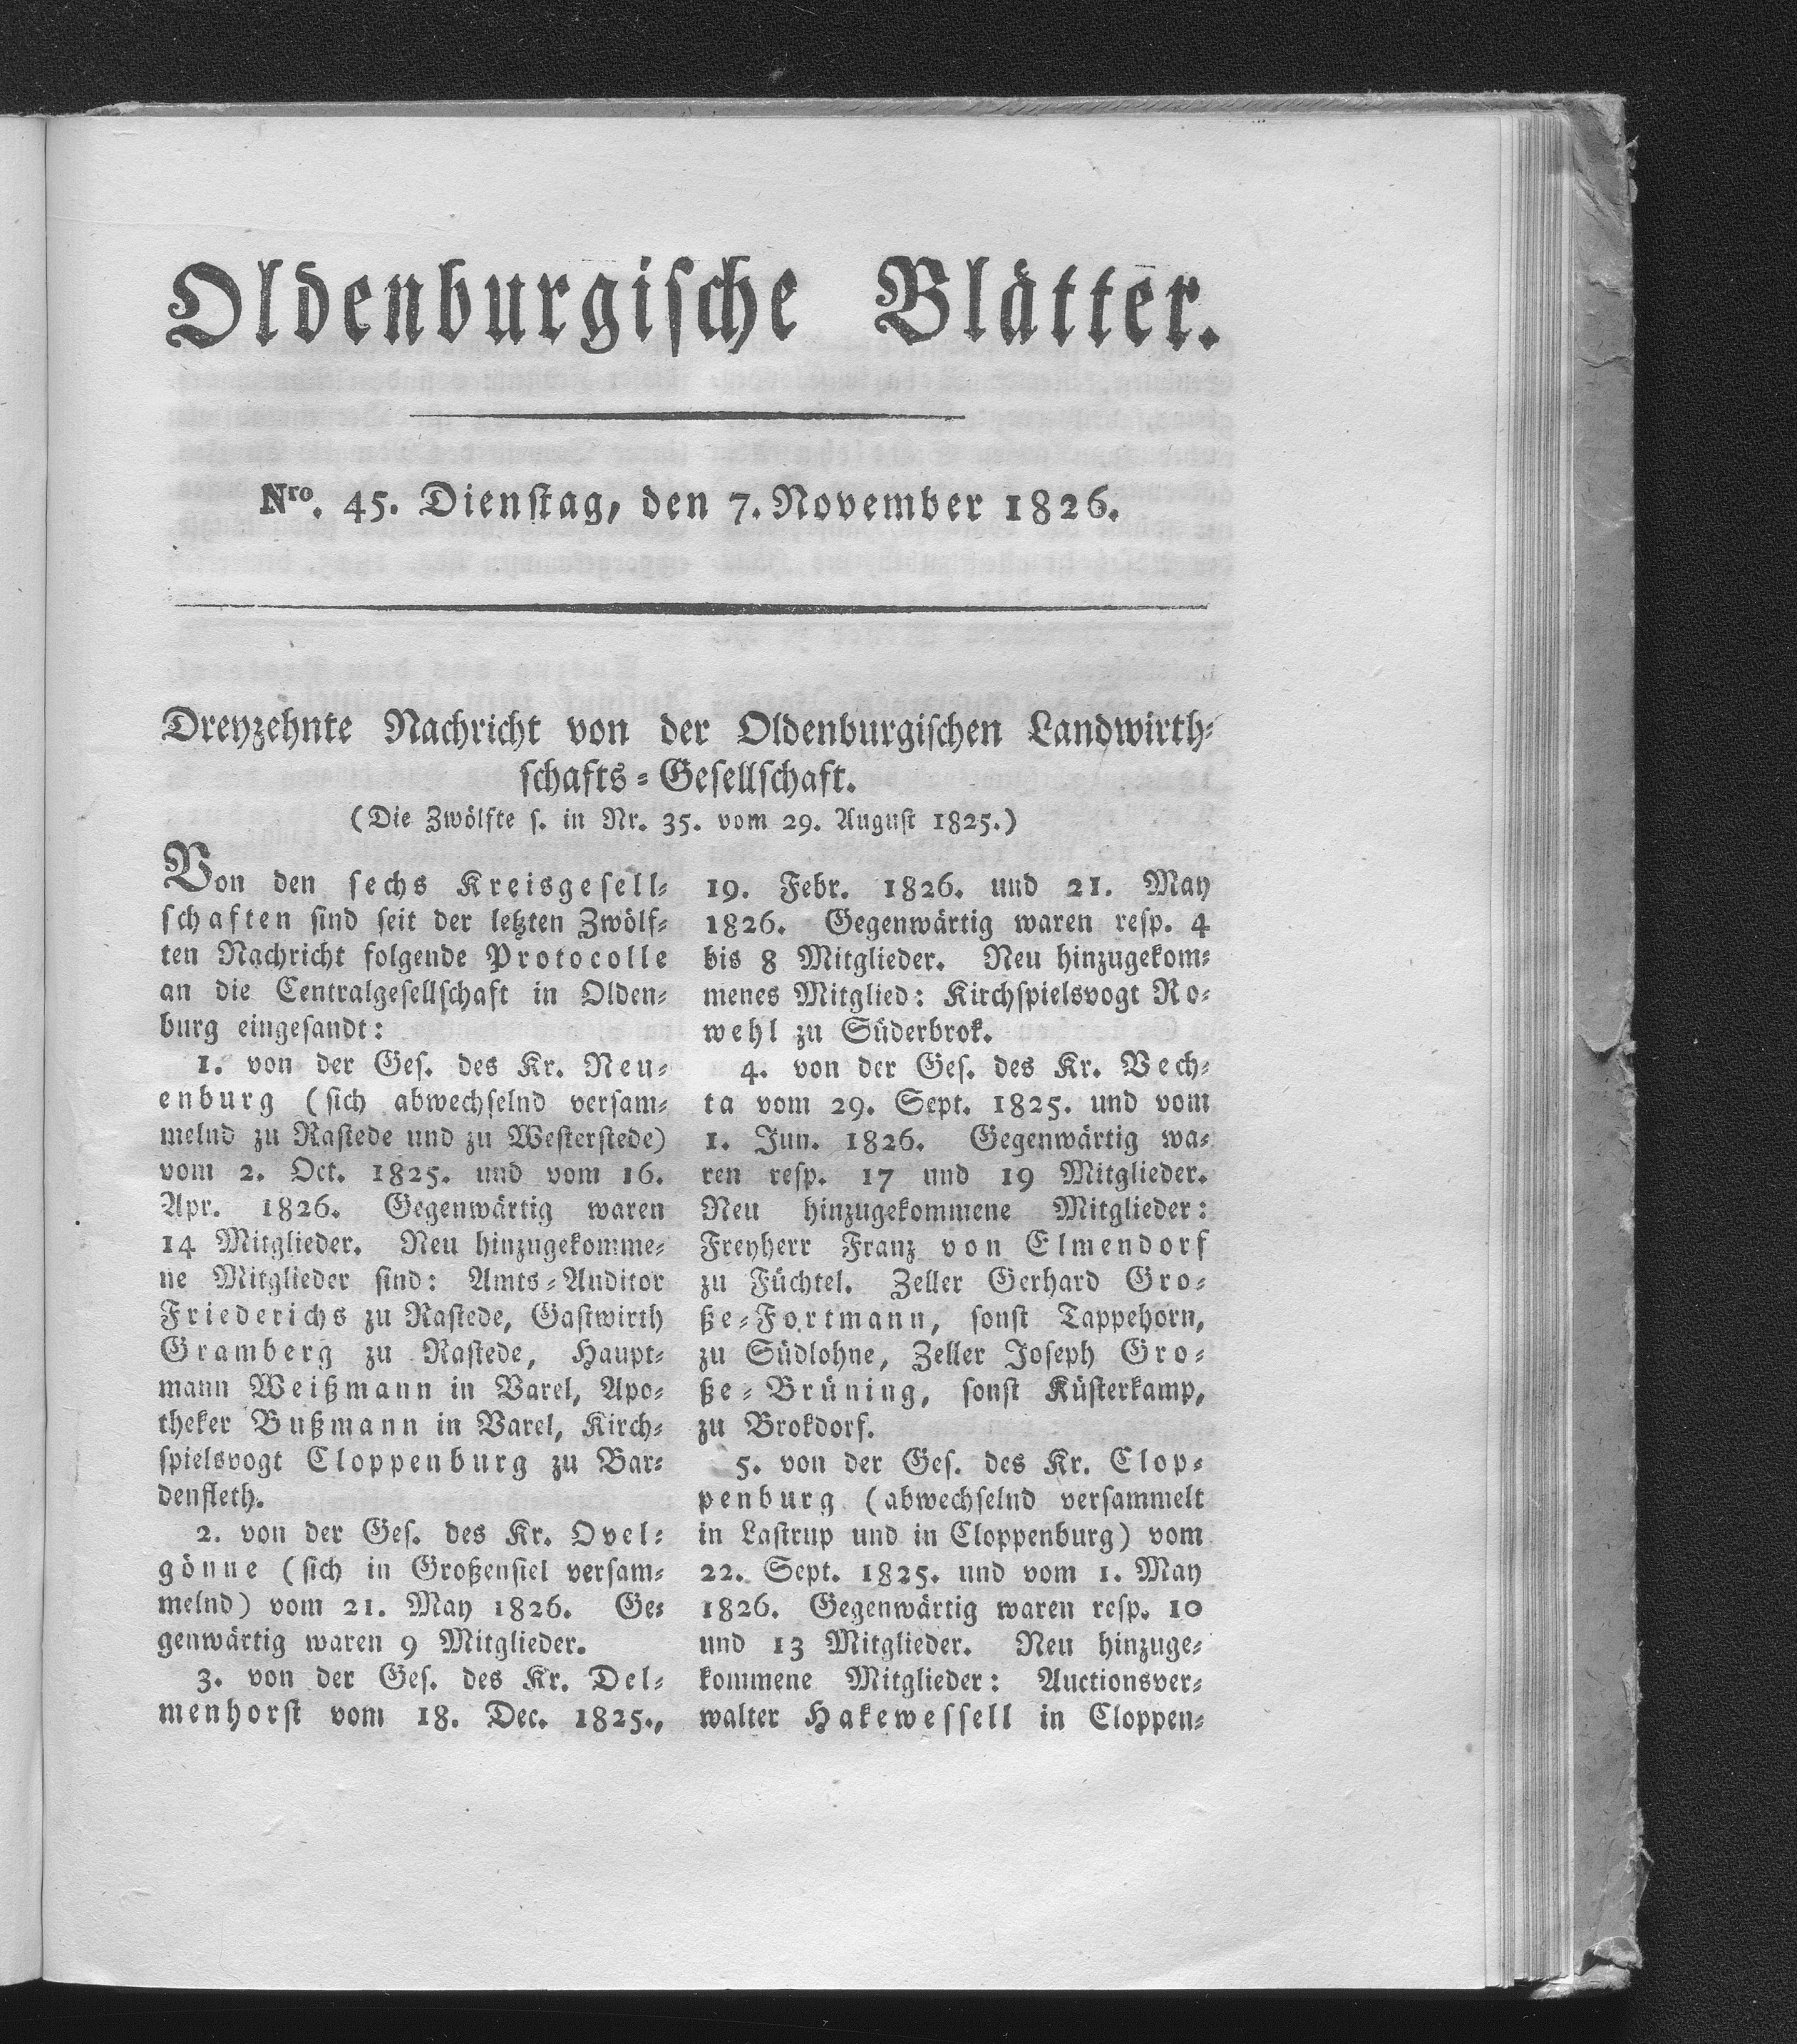 Oldenburgische Blätter.
Nro. 45. Dienstag, den 7. November 1826.
Dreyzehnte Nachricht von der Oldenburgischen Landwirth-
schafts-Gesellschaft.
(Die Zwölfte s. in Nr. 35. vom 29. August 1825.)
Von den sechs Kreisgesell-
schaften sind seit der letzten Zwölf-
ten Nachricht folgende Protocolle
an die Centralgesellschaft in Olden-
burg eingesandt:
1. von der Ges. des Kr. Neu-
enburg (sich abwechselnd versam-
melnd zu Rastede und zu Westerstede)
vom 2. Oct. 1825. und vom 16.
Apr. 1826. Gegenwärtig waren
14 Mitglieder. Neu hinzugekomme-
ne Mitglieder sind: Amts-Auditor
Friederichs zu Rastede, Gastwirth
Gramberg zu Rastede, Haupt-
mann Weißmann in Varel, Apo-
theker Bußmann in Varel, Kirch-
spielsvogt Cloppenburg zu Bar-
denfleth.
2. von der Ges. des Kr. Ovel-
gönne (sich in Großensiel versam-
melnd) vom 21. May 1826. Ge-
genwärtig waren 9 Mitglieder.
3. von der Ges. des Kr. Del-
menhorst vom 18. Dec. 1825.,
19. Febr. 1826. und 21. May
1826. Gegenwärtig waren resp. 4
bis 8 Mitglieder. Neu hinzugekom-
menes Mitglied: Kirchspielsvogt Ro-
wehl zu Süderbrok.
4. von der Ges. des Kr. Vech-
ta vom 29. Sept. 1825. und vom
1. Jun. 1826. Gegenwärtig wa-
ren resp. 17 und 19 Mitglieder.
Neu hinzugekommene Mitglieder:
Freyherr Franz von Elmendorf
zu Füchtel. Zeller Gerhard Gro-
ße-Fortmann, sonst Tappehorn,
zu Südlohne, Zeller Joseph Gro-
ße-Brüning, sonst Küsterkamp,
zu Brokdorf.
5. von der Ges. des Kr. Clop-
penburg (abwechselnd versammelt
in Lastrup und in Cloppenburg) vom
22. Sept. 1825. und vom 1. May
1826. Gegenwärtig waren resp. 10
und 13 Mitglieder. Neu hinzuge-
kommene Mitglieder: Auctionsver-
walter Hakewessell in Cloppen-